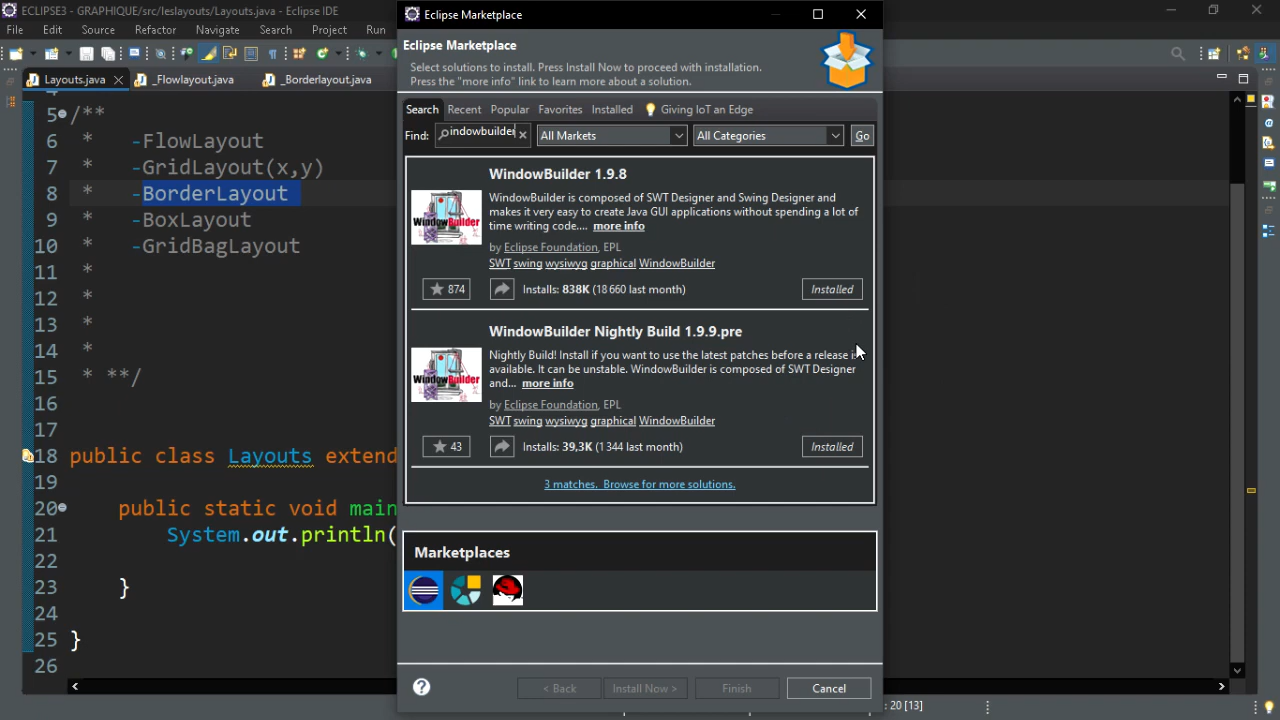 ECLIPSE3 - GRAPHIQUE/src/leslayouts/Layouts.java - Eclipse IDE
File Edit Source Refactor Navigate Search Project Run
Layouts.java _Flowlayout.java _Borderlayout.java
5 /**
6 * -FlowLayout
7 * -GridLayout(x,y)
8 * -BorderLayout
9 * -BoxLayout
10 * -GridBagLayout
11 *
12 *
13 *
14 *
15 * **/
16
17
18 public class Layouts extend
19
20 public static void main
21 System.out.println(
22
23 }
24
25 }
26
: 20 [13]
Eclipse Marketplace
Eclipse Marketplace
Select solutions to install. Press Install Now to proceed with installation.
Press the "more info" link to learn more about a solution.
Search Recent Popular Favorites Installed Giving IoT an Edge
Find: indowbuilder All Markets All Categories Go
WindowBuilder 1.9.8
WindowBuilder
WindowBuilder is composed of SWT Designer and Swing Designer and
makes it very easy to create Java GUI applications without spending a lot of
time writing code.... more info
by Eclipse Foundation, EPL
SWT swing wysiwyg graphical WindowBuilder
874 Installs: 838K (18 660 last month) Installed
WindowBuilder Nightly Build 1.9.9.pre
WindowBuilder
Nightly Build! Install if you want to use the latest patches before a release is
available. It can be unstable. WindowBuilder is composed of SWT Designer
and... more info
by Eclipse Foundation, EPL
SWT swing wysiwyg graphical WindowBuilder
43 Installs: 39,3K (1 344 last month) Installed
3 matches. Browse for more solutions.
Marketplaces
? < Back Install Now > Finish Cancel